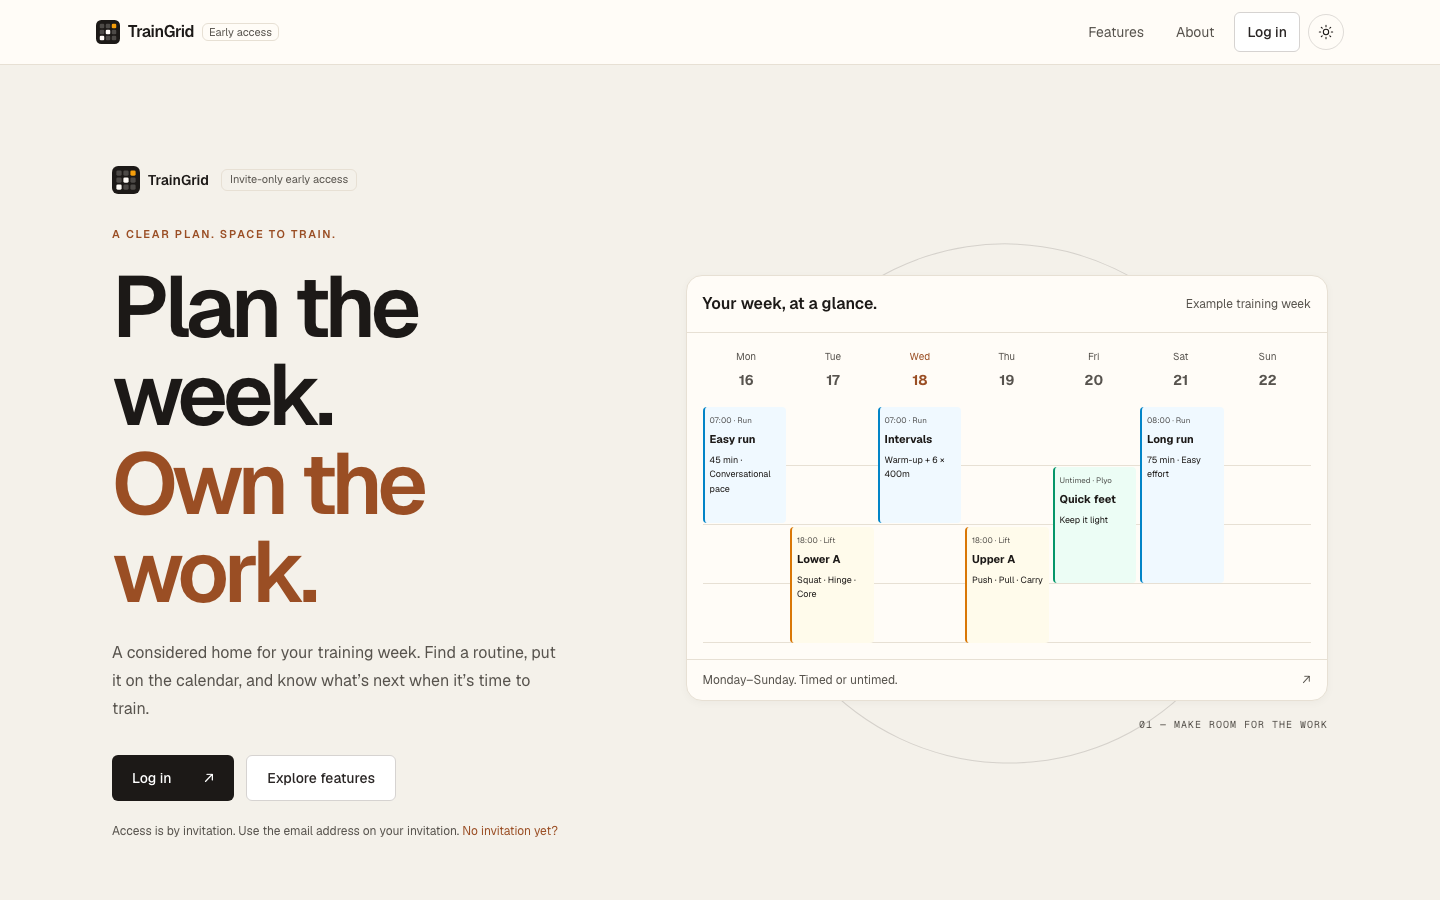 TrainGrid Early access Features About Log in
TrainGrid Invite-only early access
A CLEAR PLAN. SPACE TO TRAIN.
Plan the
week.
Own the
work.
A considered home for your training week. Find a routine, put
it on the calendar, and know what’s next when it’s time to
train.
Log in ↗ Explore features
Access is by invitation. Use the email address on your invitation. No invitation yet?
Your week, at a glance. Example training week
Mon Tue Wed Thu Fri Sat Sun
16 17 18 19 20 21 22
07:00 · Run
Easy run
45 min ·
Conversational
pace
18:00 · Lift
Lower A
Squat · Hinge ·
Core
07:00 · Run
Intervals
Warm-up + 6 ×
400m
18:00 · Lift
Upper A
Push · Pull · Carry
Untimed · Plyo
Quick feet
Keep it light
08:00 · Run
Long run
75 min · Easy
effort
Monday–Sunday. Timed or untimed. ↗
01 — MAKE ROOM FOR THE WORK